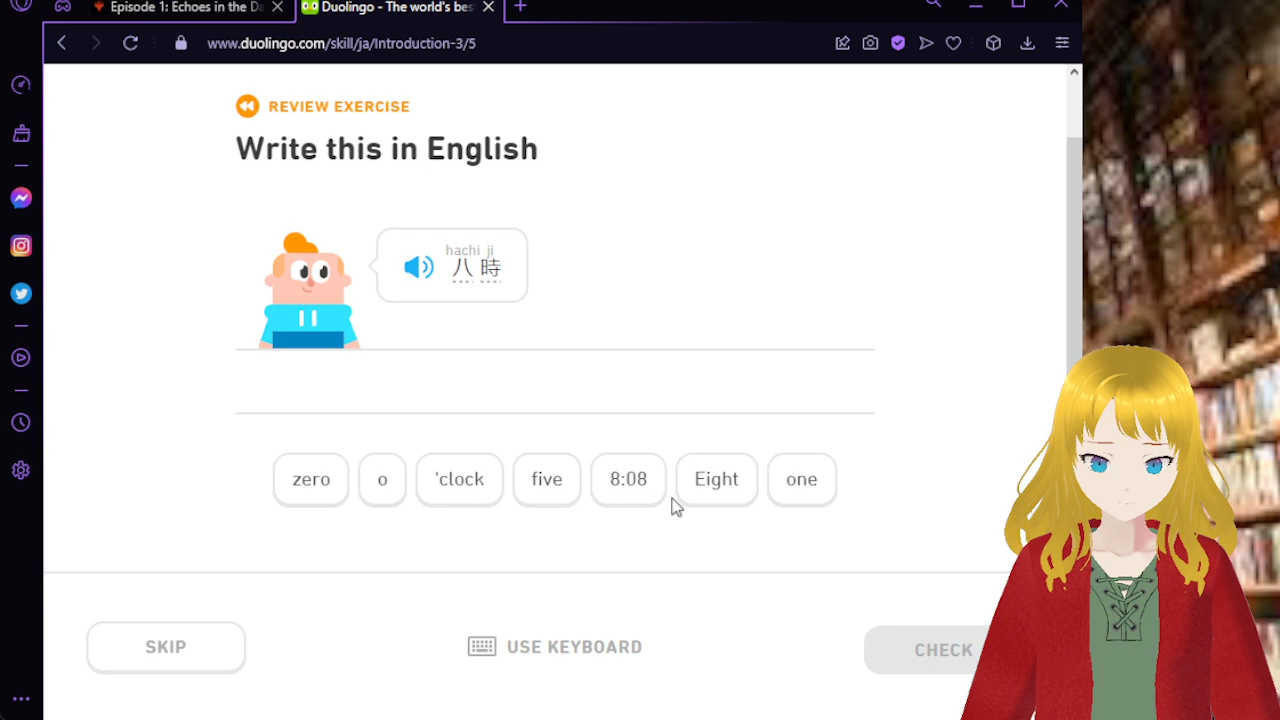 Episode 1: Echoes in the Da
Duolingo - The world's bes
www.duolingo.com/skill/ja/Introduction-3/5
REVIEW EXERCISE
Write this in English
hachi ji
八 時
zero o 'clock five 8:08 Eight one
SKIP USE KEYBOARD CHECK